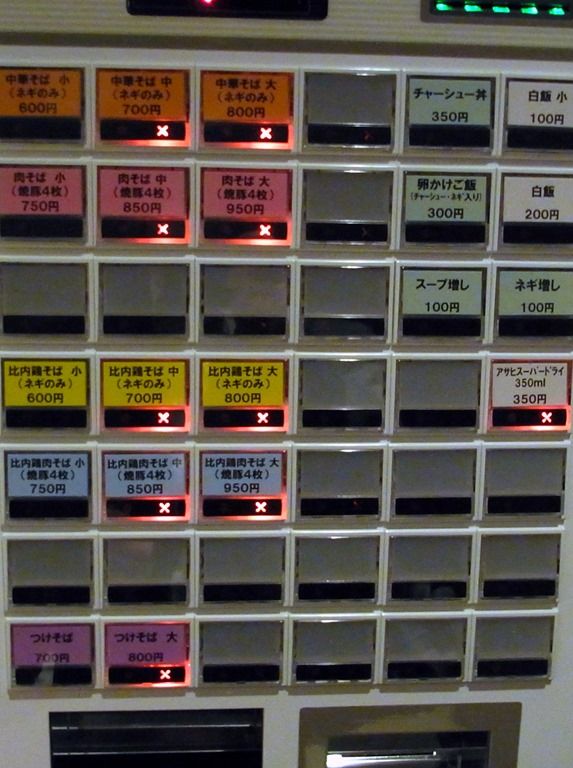 中華そば 小
（ネギのみ）
600円
中華そば 中
（ネギのみ）
700円
×
中華そば 大
（ネギのみ）
800円
×
チャーシュー丼
350円
白飯 小
100円
肉そば 小
（焼豚4枚）
750円
肉そば 中
（焼豚4枚）
850円
×
肉そば 大
（焼豚4枚）
950円
×
卵かけご飯
（チャーシュー・ネギ入り）
300円
白飯
200円
スープ増し
100円
ネギ増し
100円
比内鶏そば 小
（ネギのみ）
600円
比内鶏そば 中
（ネギのみ）
700円
×
比内鶏そば 大
（ネギのみ）
800円
×
アサヒスーパードライ
350ml
350円
×
比内鶏肉そば 小
（焼豚4枚）
750円
比内鶏肉そば 中
（焼豚4枚）
850円
×
比内鶏肉そば 大
（焼豚4枚）
950円
×
つけそば
700円
つけそば 大
800円
×